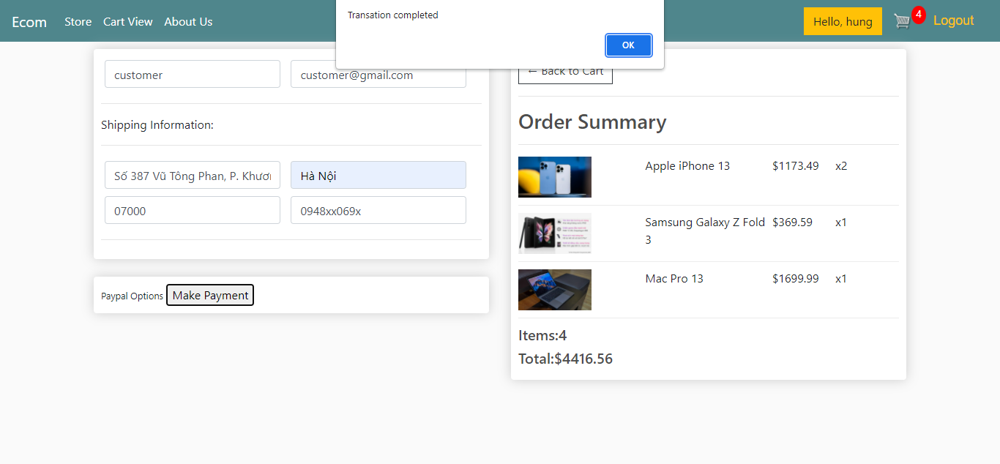 Ecom Store Cart View About Us
Transation completed
OK
Hello, hung
4
Logout
customer
customer@gmail.com
Shipping Information:
Số 387 Vũ Tông Phan, P. Khươn
Hà Nội
07000
0948xx069x
Paypal Options Make Payment
← Back to Cart
Order Summary
Apple iPhone 13 $1173.49 x2
Samsung Galaxy Z Fold $369.59 x1
3
Mac Pro 13 $1699.99 x1
Items:4
Total:$4416.56